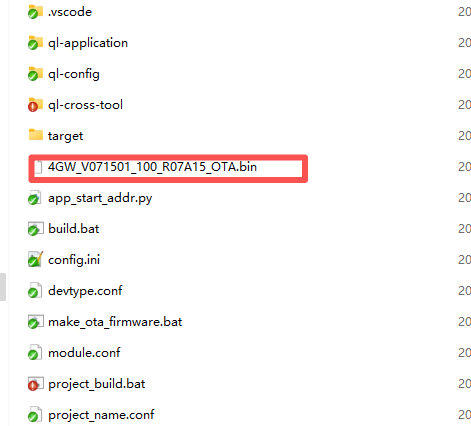 .vscode
20
ql-application
20
ql-config
20
ql-cross-tool
20
target
20
4GW_V071501_100_R07A15_OTA.bin
20
app_start_addr.py
20
build.bat
20
config.ini
20
devtype.conf
20
make_ota_firmware.bat
20
module.conf
20
project_build.bat
20
project_name.conf
20